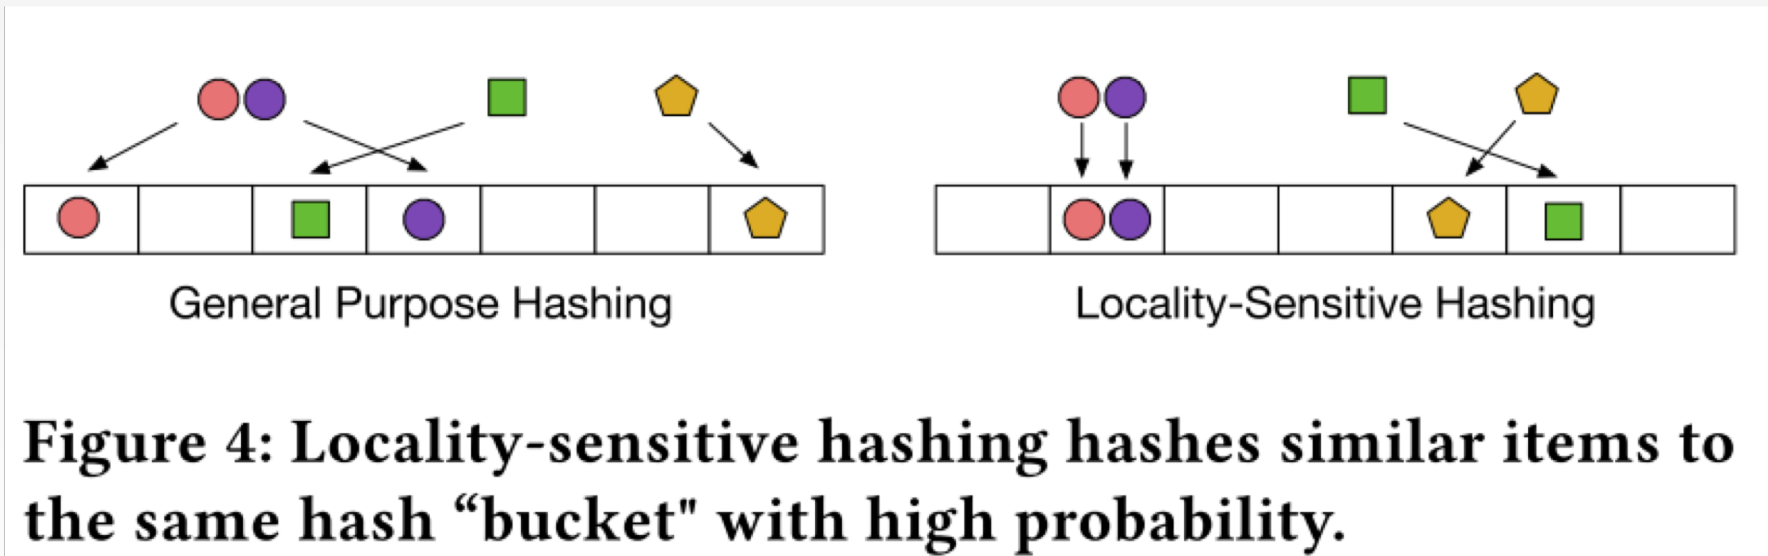 General Purpose Hashing
Locality-Sensitive Hashing
Figure 4: Locality-sensitive hashing hashes similar items to
the same hash “bucket" with high probability.